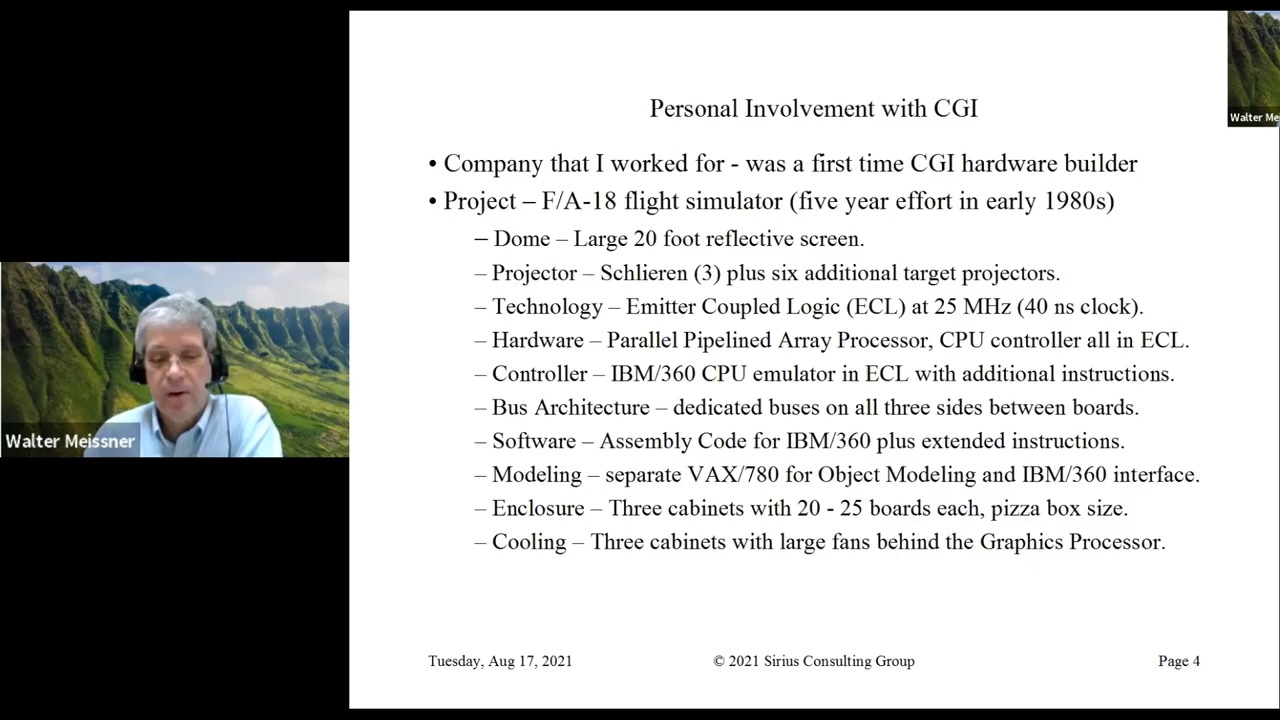 Walter Me
Personal Involvement with CGI
• Company that I worked for - was a first time CGI hardware builder
• Project – F/A-18 flight simulator (five year effort in early 1980s)
– Dome – Large 20 foot reflective screen.
– Projector – Schlieren (3) plus six additional target projectors.
– Technology – Emitter Coupled Logic (ECL) at 25 MHz (40 ns clock).
– Hardware – Parallel Pipelined Array Processor, CPU controller all in ECL.
– Controller – IBM/360 CPU emulator in ECL with additional instructions.
– Bus Architecture – dedicated buses on all three sides between boards.
– Software – Assembly Code for IBM/360 plus extended instructions.
– Modeling – separate VAX/780 for Object Modeling and IBM/360 interface.
– Enclosure – Three cabinets with 20 - 25 boards each, pizza box size.
– Cooling – Three cabinets with large fans behind the Graphics Processor.
Walter Meissner
Tuesday, Aug 17, 2021
© 2021 Sirius Consulting Group
Page 4